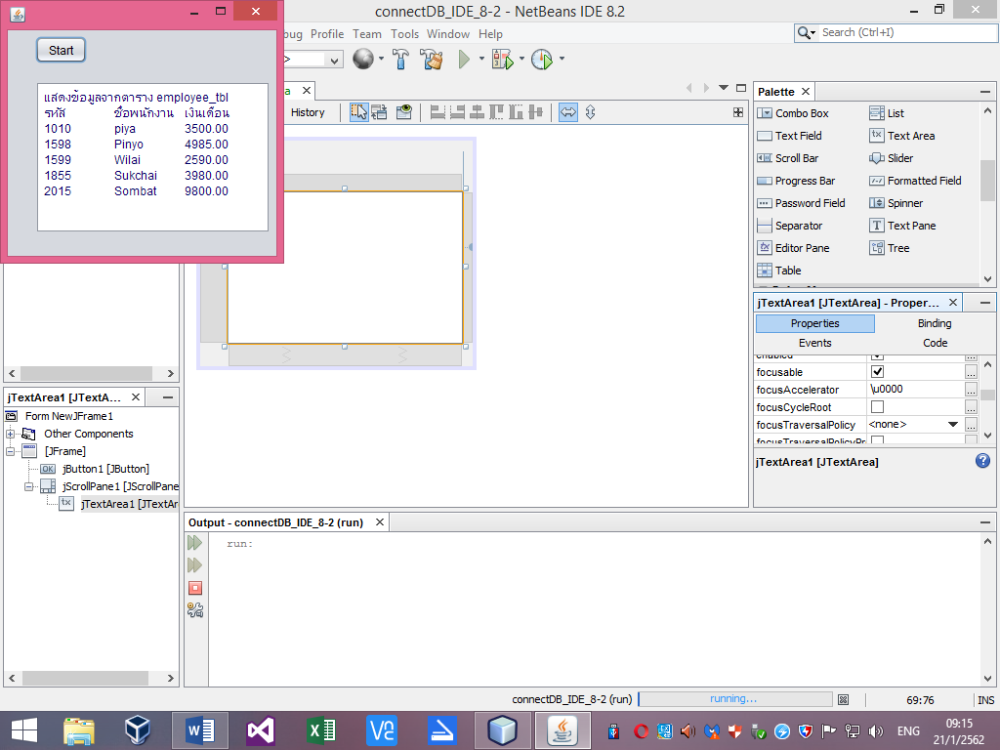 connectDB_IDE_8-2 - NetBeans IDE 8.2
Profile Team Tools Window Help
Search (Ctrl+I)
Start
แสดงข้อมูลจากตาราง employee_tbl
รหัส ชื่อพนักงาน เงินเดือน
1010 piya 3500.00
1598 Pinyo 4985.00
1599 Wilai 2590.00
1855 Sukchai 3980.00
2015 Sombat 9800.00
History
Palette
Combo Box List
Text Field Text Area
Scroll Bar Slider
Progress Bar Formatted Field
Password Field Spinner
Separator Text Pane
Editor Pane Tree
Table
jTextArea1 [JTextArea] - Proper...
Properties Binding
Events Code
enabled
focusable
focusAccelerator \u0000
focusCycleRoot
focusTraversalPolicy <none>
focusTraversalPolicyPr
jTextArea1 [JTextArea]
jTextArea1 [JTextA...
Form NewJFrame1
Other Components
[JFrame]
OK jButton1 [JButton]
jScrollPane1 [JScrollPane
jTextArea1 [JTextAr
Output - connectDB_IDE_8-2 (run)
run:
connectDB_IDE_8-2 (run) running... 69:76 INS
ENG 09:15
21/1/2562